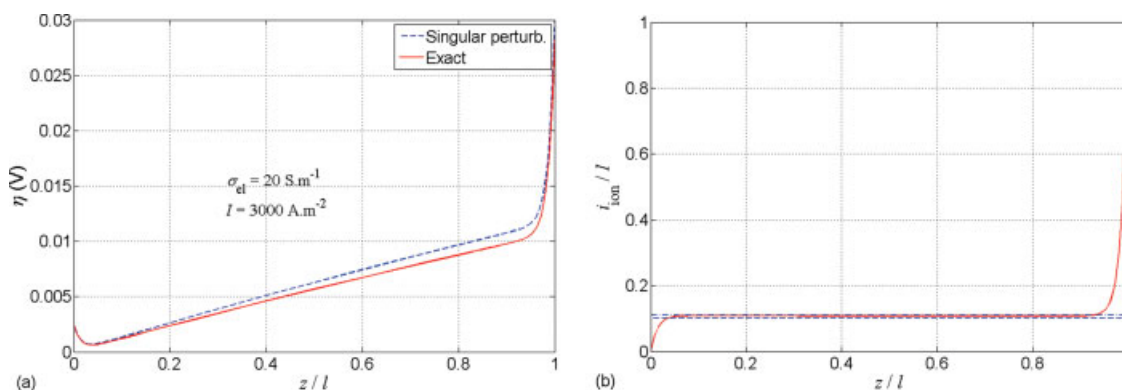 0.03
0.025
0.02
0.015
0.01
0.005
0
η (V)
Singular perturb.
Exact
σel = 20 S.m-1
I = 3000 A.m-2
0 0.2 0.4 0.6 0.8 1
(a) z / l
1
0.8
0.6
0.4
0.2
0
i ion / I
0 0.2 0.4 0.6 0.8
(b) z / l